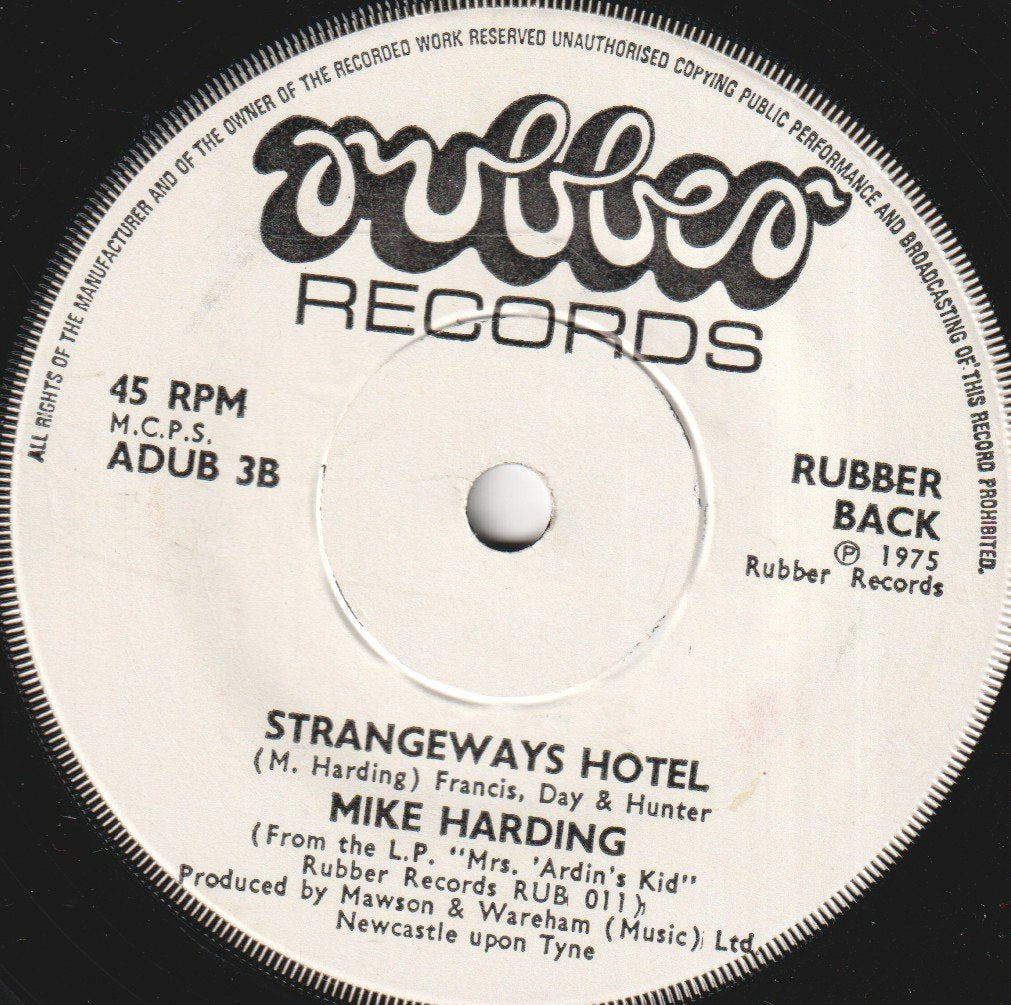 ALL RIGHTS OF THE MANUFACTURER AND OF THE OWNER OF THE RECORDED WORK RESERVED UNAUTHORISED COPYING PUBLIC PERFORMANCE AND BROADCASTING OF THIS RECORD PROHIBITED.
rubber
RECORDS
45 RPM
M.C.P.S.
ADUB 3B
RUBBER
BACK
℗ 1975
Rubber Records
STRANGEWAYS HOTEL
(M. Harding) Francis, Day & Hunter
MIKE HARDING
(From the L.P. "Mrs. 'Ardin's Kid"
Rubber Records RUB 011)
Produced by Mawson & Wareham (Music) Ltd.
Newcastle upon Tyne